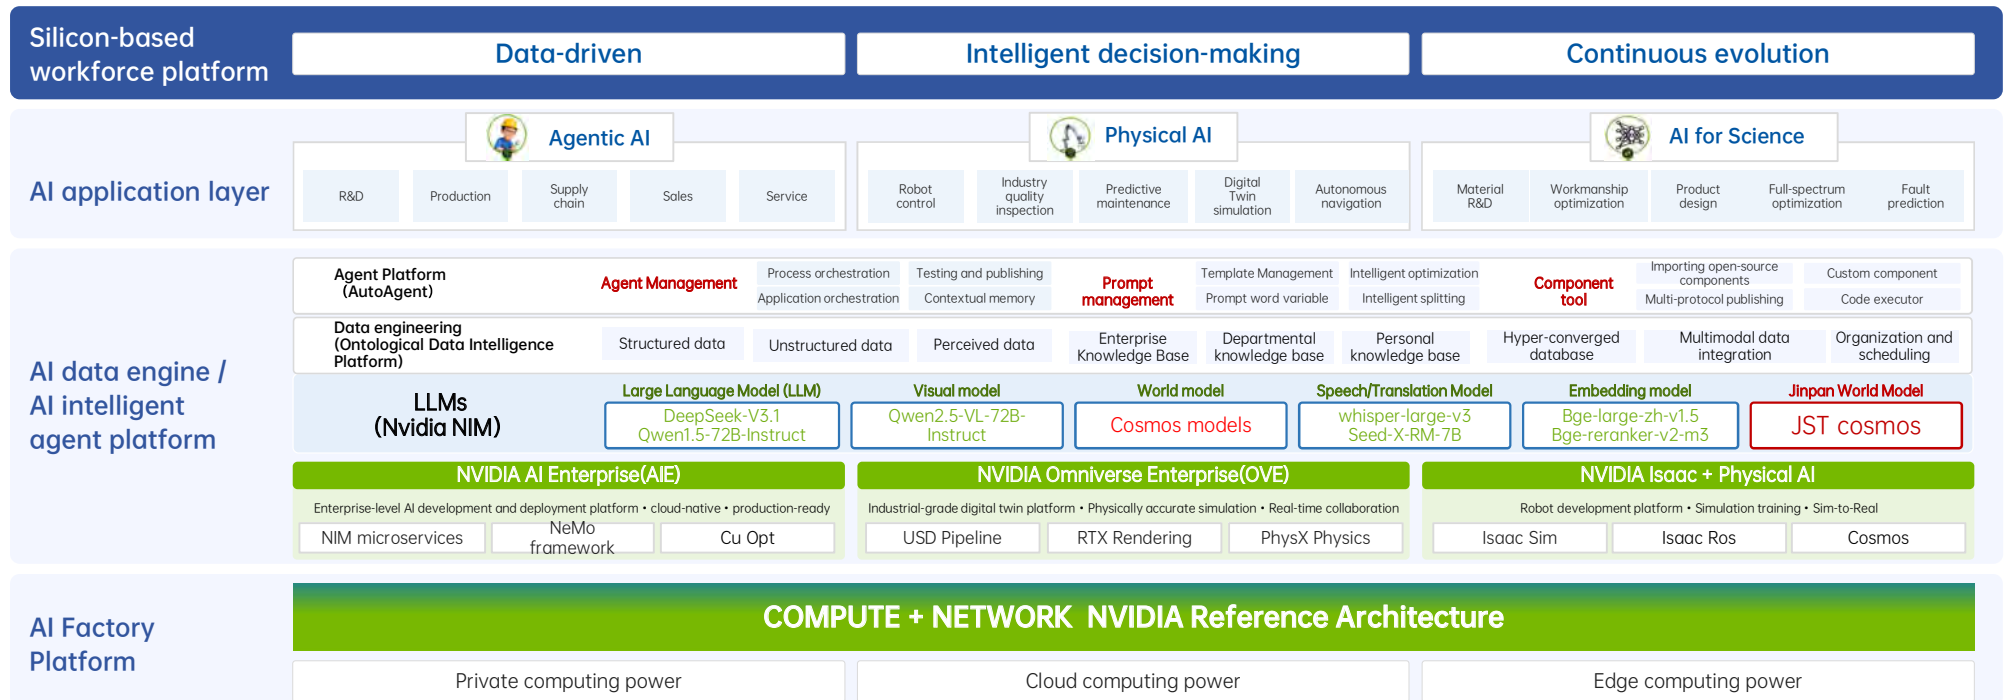 Silicon-based
workforce platform
Data-driven
Intelligent decision-making
Continuous evolution
AI application layer
Agentic AI
R&D
Production
Supply
chain
Sales
Service
Physical AI
Robot
control
Industry
quality
inspection
Predictive
maintenance
Digital
Twin
simulation
Autonomous
navigation
AI for Science
Material
R&D
Workmanship
optimization
Product
design
Full-spectrum
optimization
Fault
prediction
AI data engine /
AI intelligent
agent platform
Agent Platform
(AutoAgent)
Agent Management
Process orchestration
Testing and publishing
Application orchestration
Contextual memory
Prompt
management
Template Management
Intelligent optimization
Prompt word variable
Intelligent splitting
Component
tool
Importing open-source
components
Custom component
Multi-protocol publishing
Code executor
Data engineering
(Ontological Data Intelligence
Platform)
Structured data
Unstructured data
Perceived data
Enterprise
Knowledge Base
Departmental
knowledge base
Personal
knowledge base
Hyper-converged
database
Multimodal data
integration
Organization and
scheduling
LLMs
(Nvidia NIM)
Large Language Model (LLM)
DeepSeek-V3.1
Qwen1.5-72B-Instruct
Visual model
Qwen2.5-VL-72B-
Instruct
World model
Cosmos models
Speech/Translation Model
whisper-large-v3
Seed-X-RM-7B
Embedding model
Bge-large-zh-v1.5
Bge-reranker-v2-m3
Jinpan World Model
JST cosmos
NVIDIA AI Enterprise(AIE)
Enterprise-level AI development and deployment platform • cloud-native • production-ready
NIM microservices
NeMo
framework
Cu Opt
NVIDIA Omniverse Enterprise(OVE)
Industrial-grade digital twin platform • Physically accurate simulation • Real-time collaboration
USD Pipeline
RTX Rendering
PhysX Physics
NVIDIA Isaac + Physical AI
Robot development platform • Simulation training • Sim-to-Real
Isaac Sim
Isaac Ros
Cosmos
AI Factory
Platform
COMPUTE + NETWORK  NVIDIA Reference Architecture
Private computing power
Cloud computing power
Edge computing power